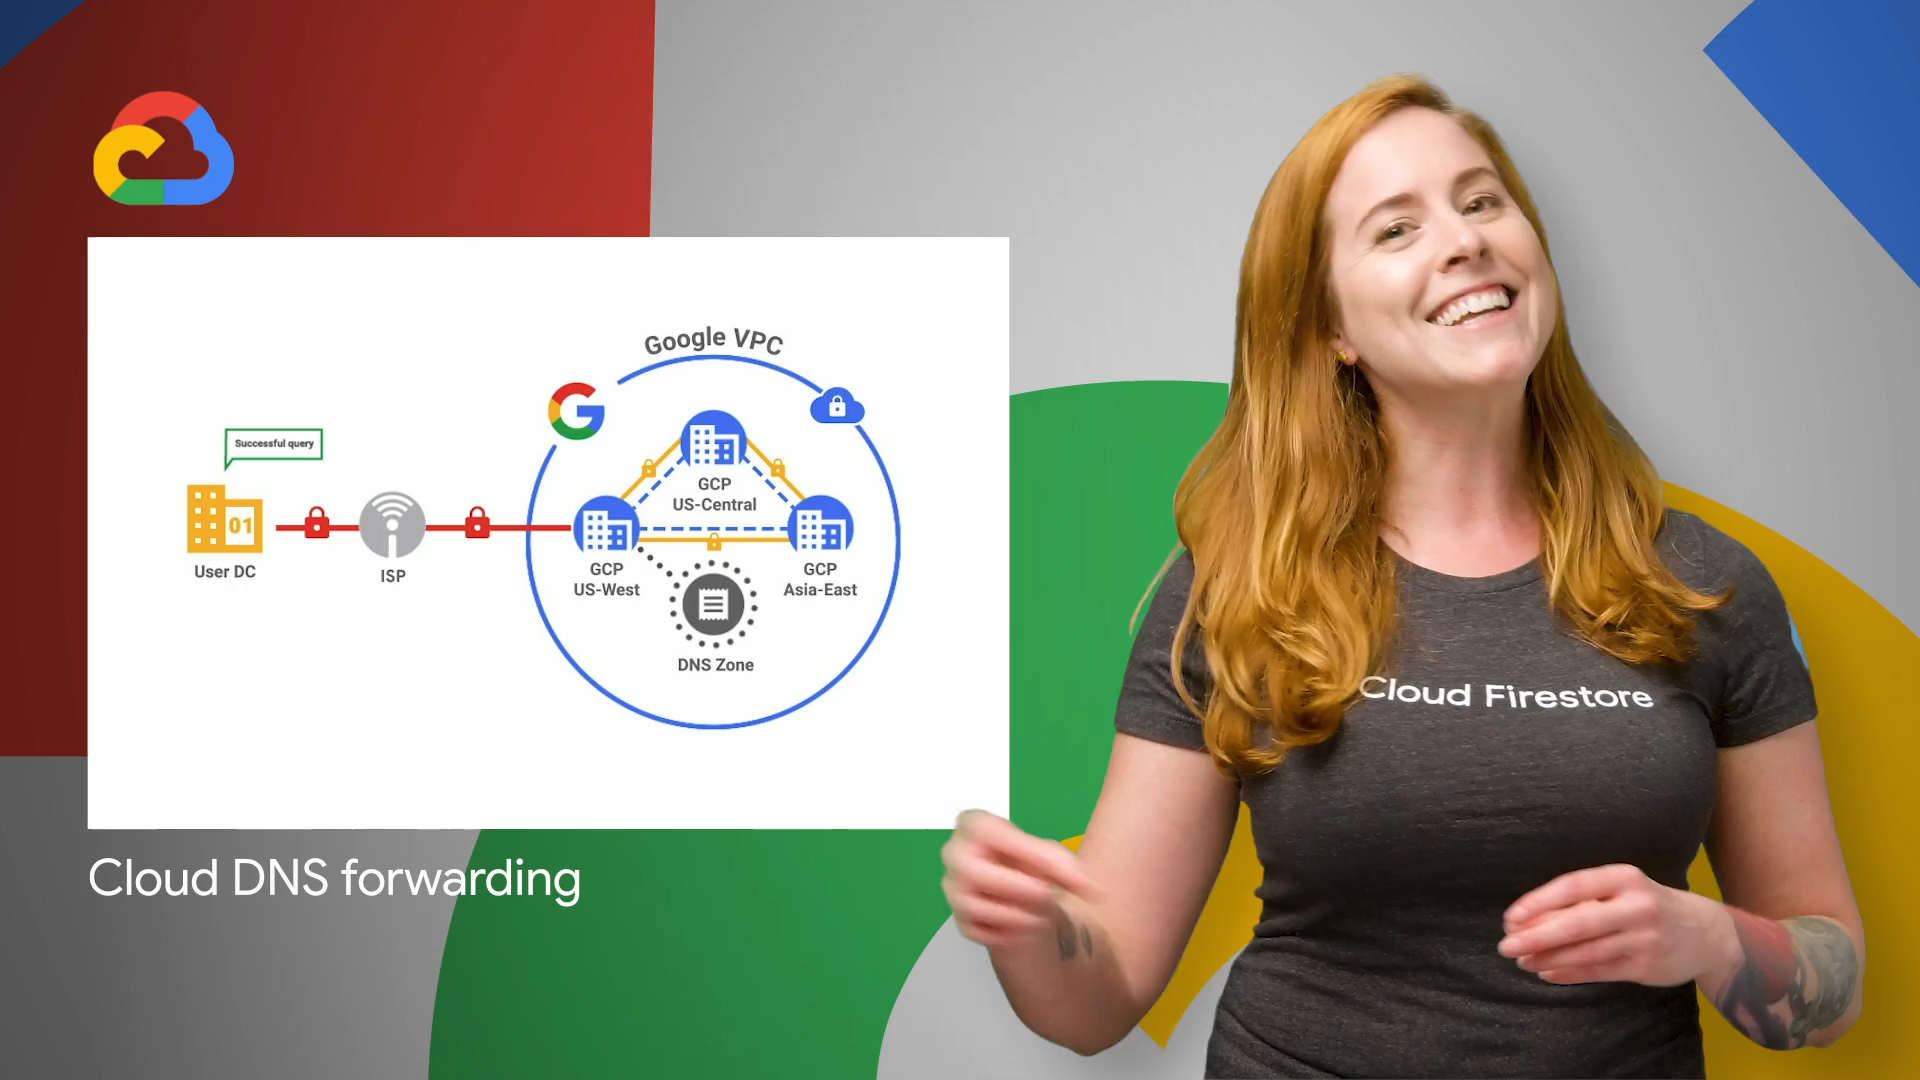 Google VPC
Successful query
01
User DC
ISP
GCP
US-Central
GCP
US-West
GCP
Asia-East
DNS Zone
Cloud DNS forwarding
Cloud Firestore